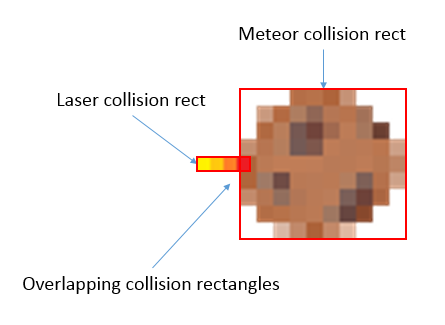 Meteor collision rect
Laser collision rect
Overlapping collision rectangles